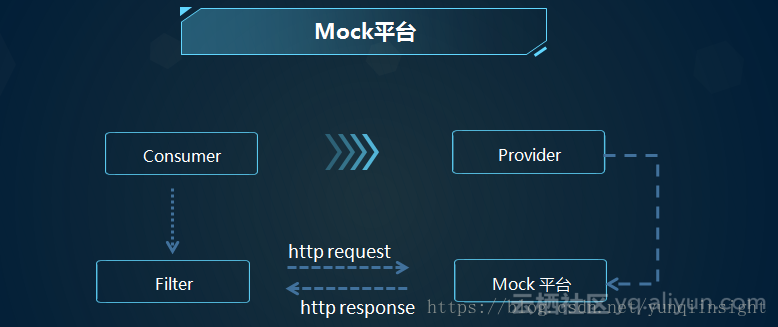 Mock平台
Consumer
Provider
http request
Filter
Mock 平台
http response
云栖社区 yq.aliyun.com
https://blog.csdn.net/yunqiinsight